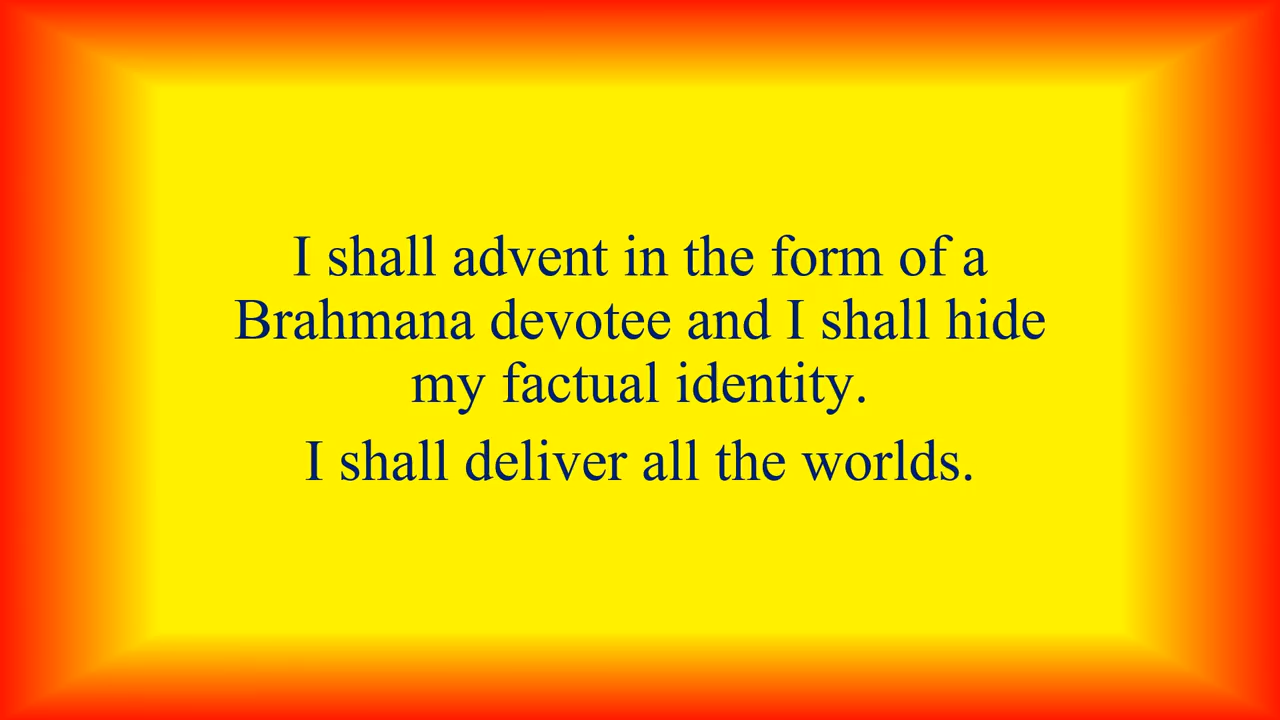 I shall advent in the form of a
Brahmana devotee and I shall hide
my factual identity.
I shall deliver all the worlds.